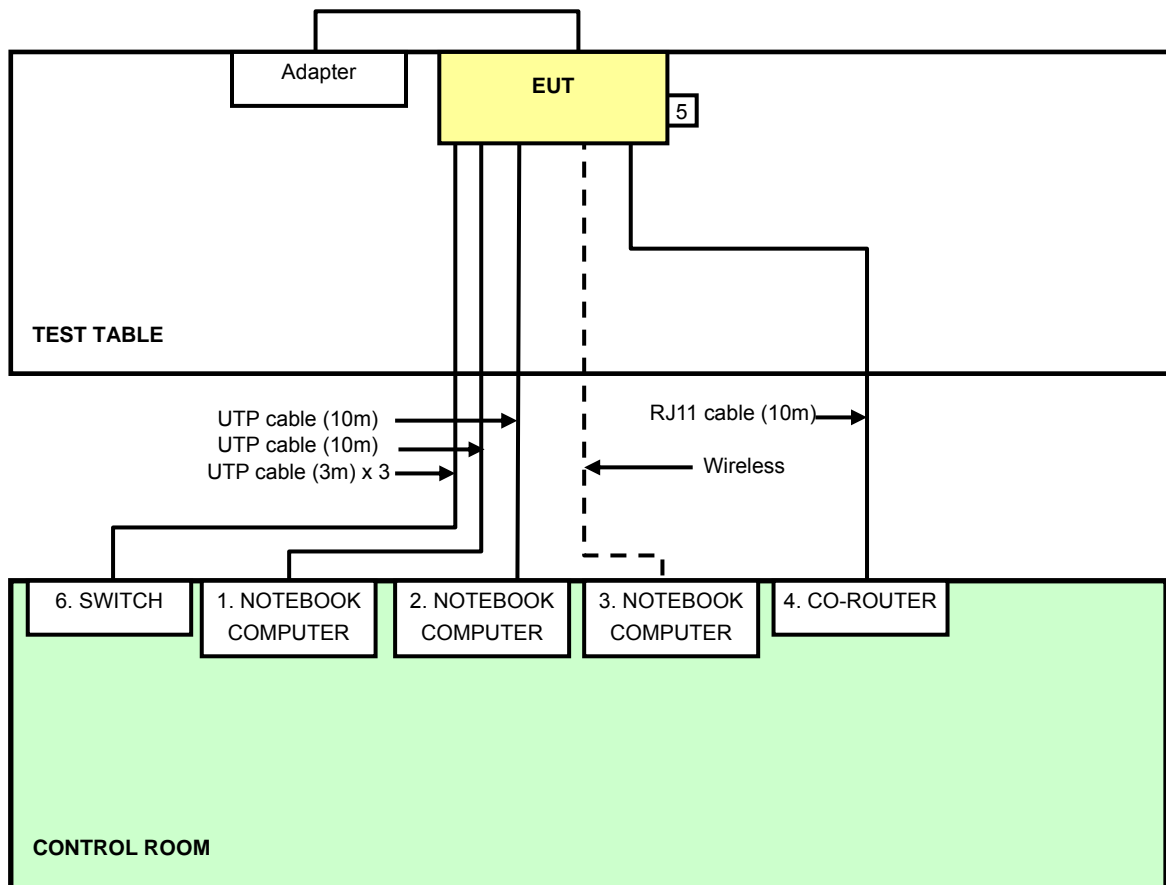 Adapter
EUT
5
TEST TABLE
UTP cable (10m)
RJ11 cable (10m)
UTP cable (10m)
UTP cable (3m) x 3
Wireless
6. SWITCH
1. NOTEBOOK
COMPUTER
2. NOTEBOOK
COMPUTER
3. NOTEBOOK
COMPUTER
4. CO-ROUTER
CONTROL ROOM